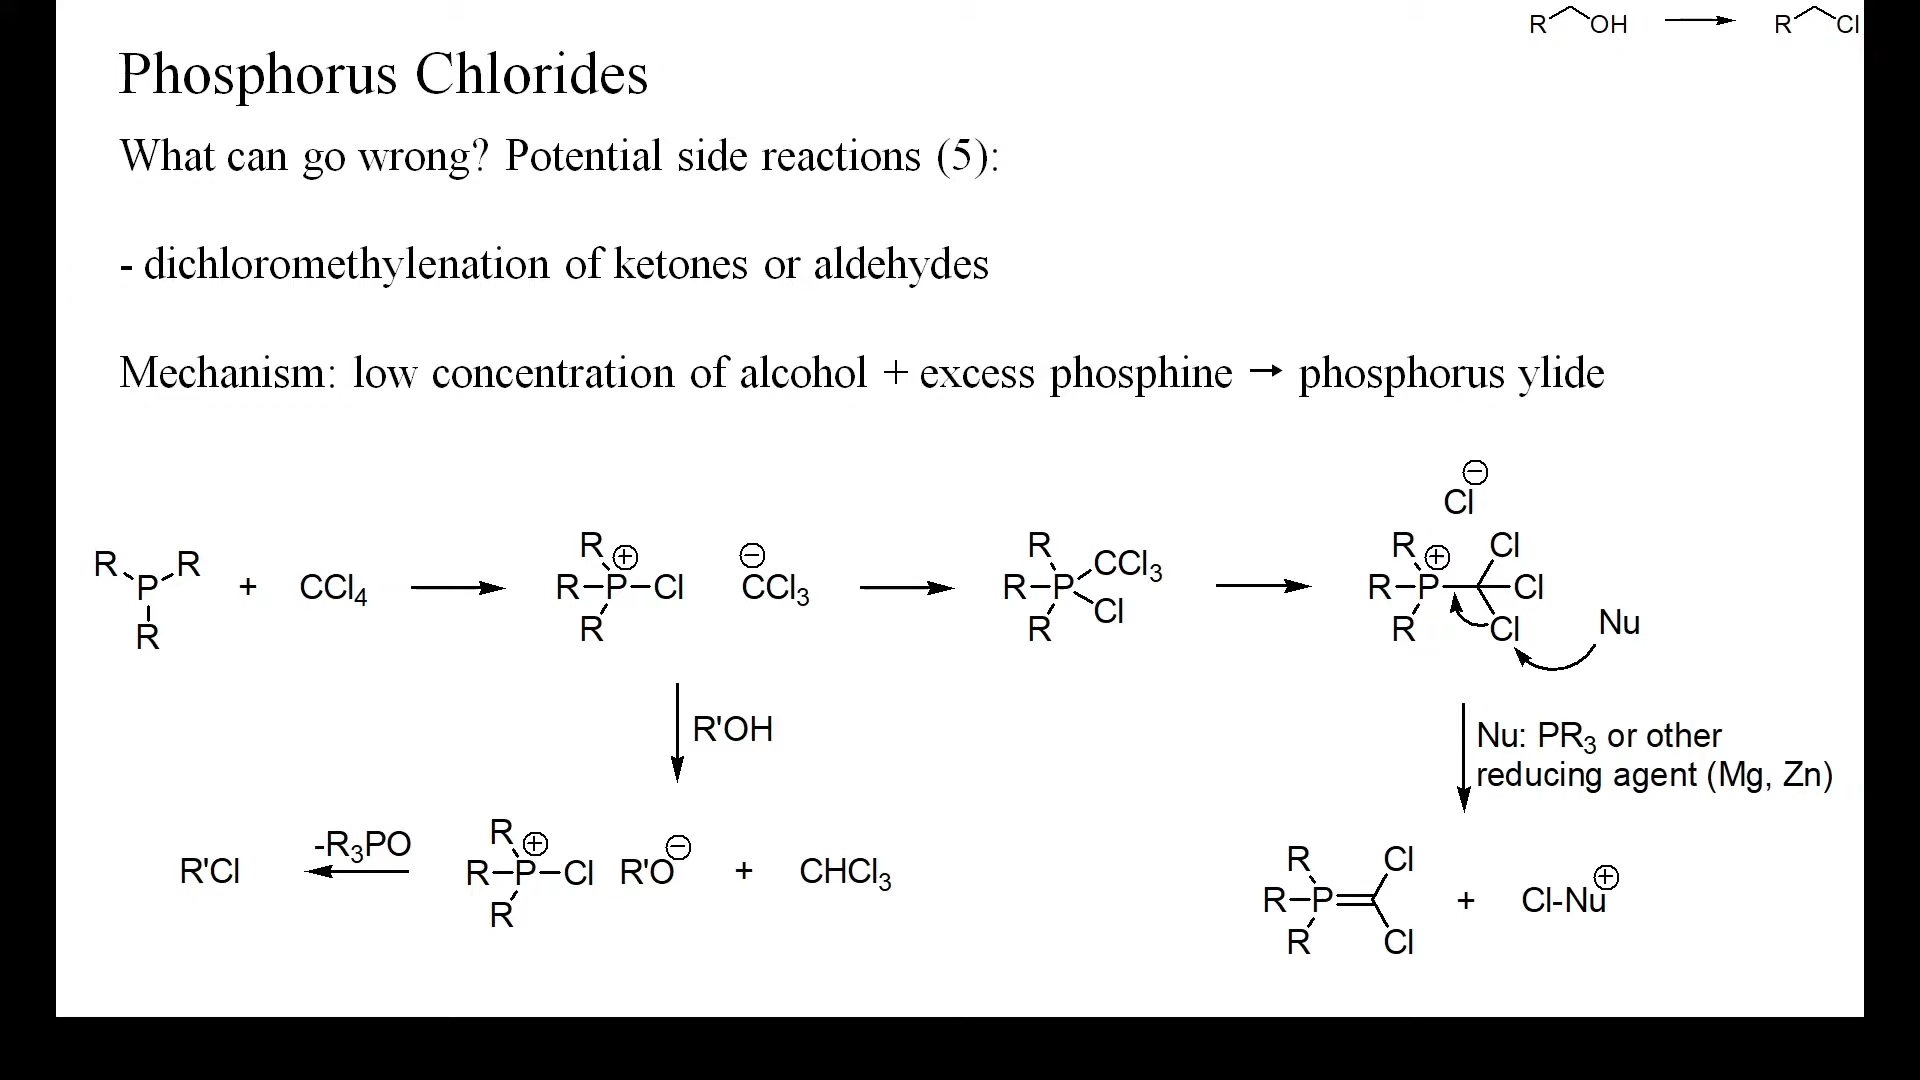 R OH → R Cl
Phosphorus Chlorides
What can go wrong? Potential side reactions (5):
- dichloromethylenation of ketones or aldehydes
Mechanism: low concentration of alcohol + excess phosphine → phosphorus ylide
R P R R + CCl4
R R–P–Cl R ⊕ ⊖ CCl3
R R–P R CCl3 Cl
Cl ⊖
R R–P R ⊕ Cl Cl Cl
Nu
R'OH
Nu: PR3 or other
reducing agent (Mg, Zn)
R'Cl
-R3PO
R R–P–Cl R ⊕ R'O ⊖ + CHCl3
R R–P R Cl Cl + Cl-Nu ⊕